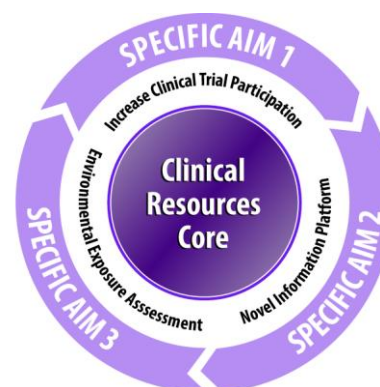 SPECIFIC AIM 1
Increase Clinical Trial Participation
Clinical
Resources
Core
Novel Information Platform
SPECIFIC AIM 2
Environmental Exposure Asssessment
SPECIFIC AIM 3